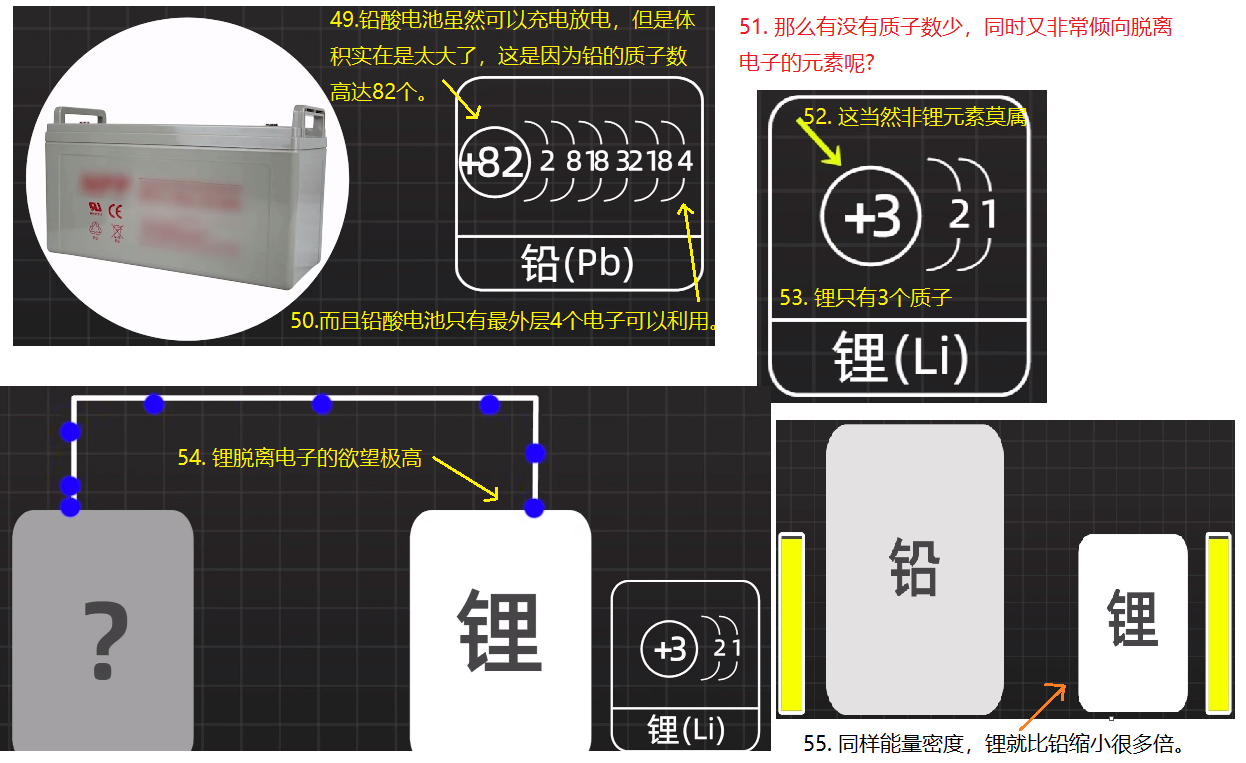 49.铅酸电池虽然可以充电放电，但是体
积实在是太大了，这是因为铅的质子数
高达82个。
+82 2 8 18 32 18 4
铅(Pb)
50.而且铅酸电池只有最外层4个电子可以利用。
51. 那么有没有质子数少，同时又非常倾向脱离
电子的元素呢?
52. 这当然非锂元素莫属
+3 2 1
53. 锂只有3个质子
锂(Li)
54. 锂脱离电子的欲望极高
?
锂
+3 2 1
锂(Li)
铅
锂
55. 同样能量密度，锂就比铅缩小很多倍。